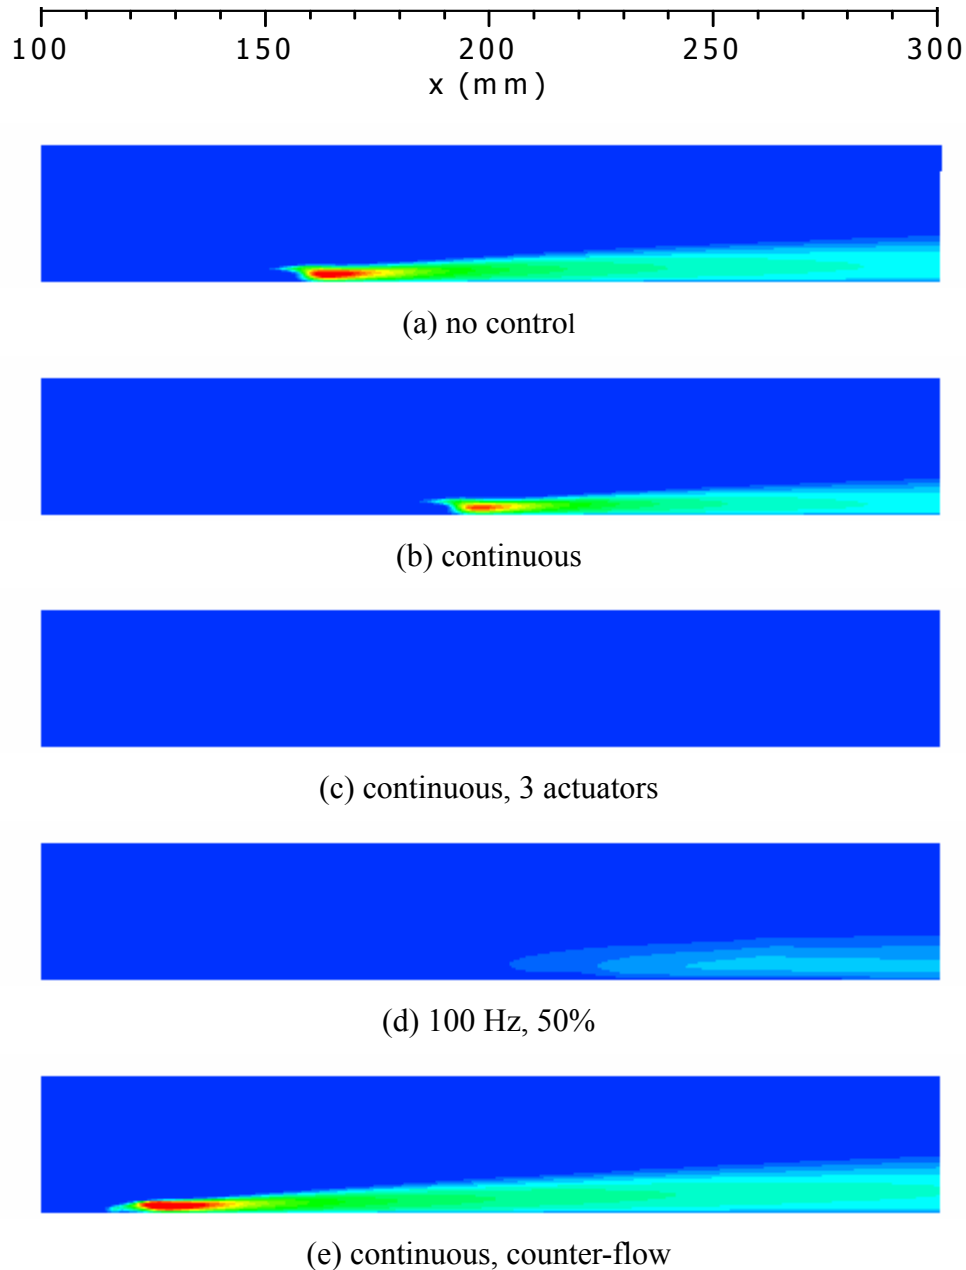 100 150 200 250 300
x (mm)
(a) no control
(b) continuous
(c) continuous, 3 actuators
(d) 100 Hz, 50%
(e) continuous, counter-flow